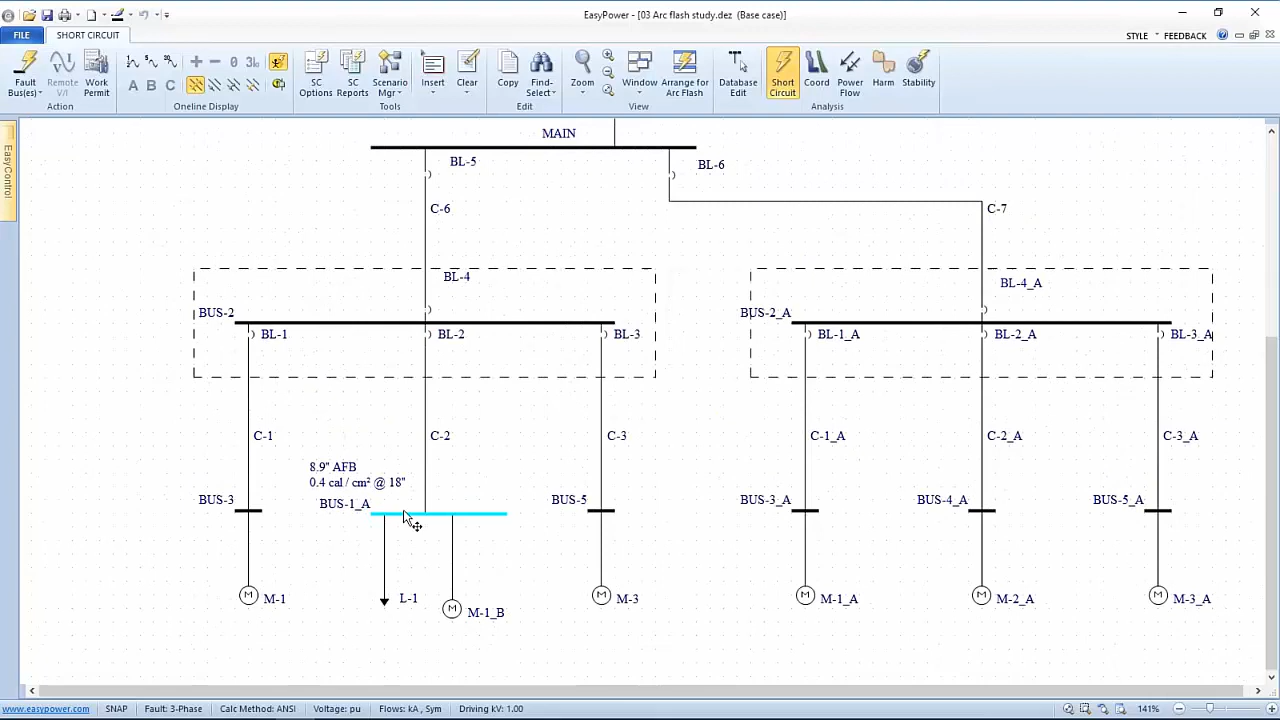 EasyPower - [03 Arc flash study.dez (Base case)]
FILE
SHORT CIRCUIT
STYLE
FEEDBACK
Fault Bus(es)
Remote V/I
Work Permit
Action
0
3
A
B
C
Oneline Display
SC Options
SC Reports
Scenario Mgr
Tools
Insert
Clear
Copy
Find-Select
Edit
Zoom
Window
Arrange for Arc Flash
View
Database Edit
Short Circuit
Coord
Power Flow
Harm
Stability
Analysis
EasyControl
MAIN
BL-5
BL-6
C-6
C-7
BL-4
BL-4_A
BUS-2
BUS-2_A
BL-1
BL-2
BL-3
BL-1_A
BL-2_A
BL-3_A
C-1
C-2
C-3
C-1_A
C-2_A
C-3_A
8.9" AFB
0.4 cal / cm² @ 18"
BUS-3
BUS-1_A
BUS-5
BUS-3_A
BUS-4_A
BUS-5_A
M
M-1
L-1
M
M-1_B
M
M-3
M
M-1_A
M
M-2_A
M
M-3_A
www.easypower.com
SNAP
Fault: 3-Phase
Calc Method: ANSI
Voltage: pu
Flows: kA , Sym
Driving kV: 1.00
141%